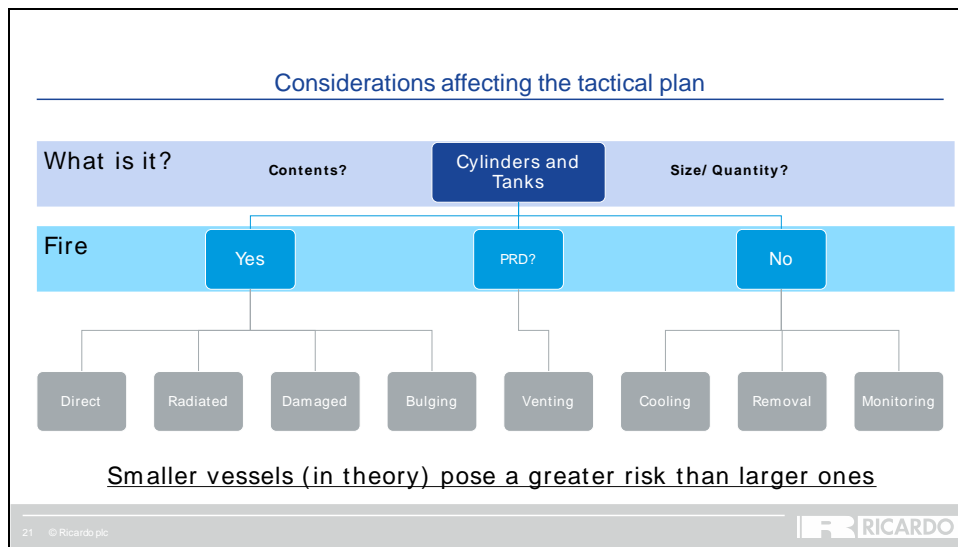 Considerations affecting the tactical plan
What is it?
Contents?
Cylinders and
Tanks
Size/ Quantity?
Fire
Yes
PRD?
No
Direct
Radiated
Damaged
Bulging
Venting
Cooling
Removal
Monitoring
Smaller vessels (in theory) pose a greater risk than larger ones
21 © Ricardo plc
RICARDO